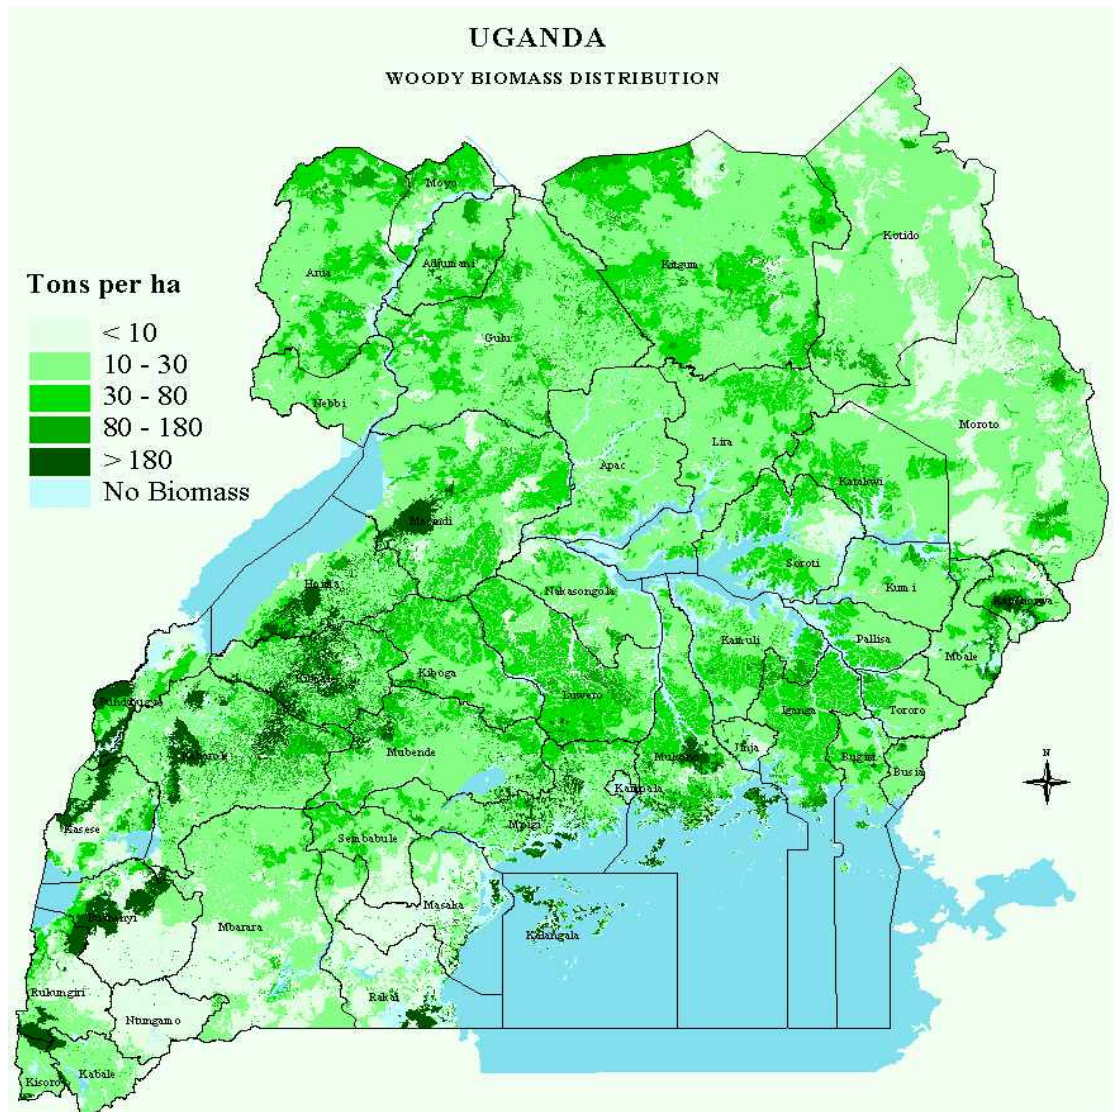 UGANDA
WOODY BIOMASS DISTRIBUTION
Tons per ha
< 10
10 - 30
30 - 80
80 - 180
> 180
No Biomass
Moyo
Kotido
Adjumani
Arua
Kitgum
Gulu
Nebbi
Moroto
Lira
Apac
Katakwi
Masindi
Soroti
Hoima
Nakasongola
Kumi
Kapchorwa
Kamuli
Pallisa
Mbale
Kiboga
Luwero
Iganga
Tororo
Bundibugyo
Mubende
Jinja
Mukono
Bugiri
Busia
N
Kampala
Kasese
Mpigi
Sembabule
Masaka
Bushenyi
Mbarara
Kalangala
Rukungiri
Rakai
Ntungamo
Kabale
Kisoro